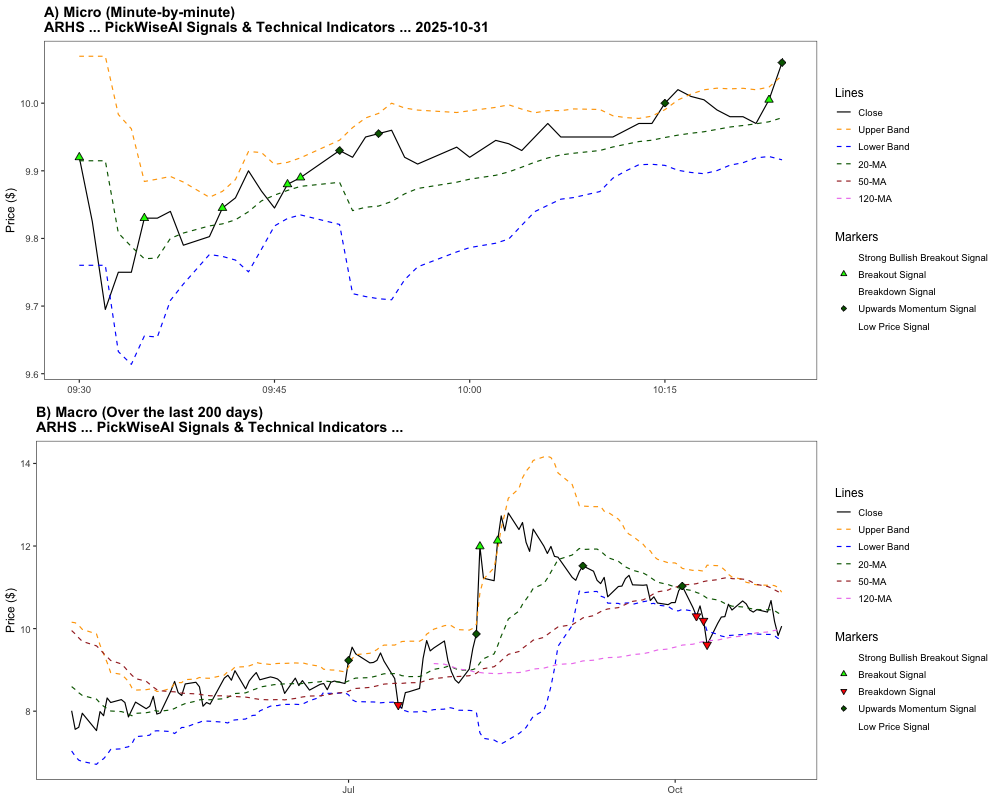 A) Micro (Minute-by-minute)
ARHS ... PickWiseAI Signals & Technical Indicators ... 2025-10-31
Price ($)
10.0
9.9
9.8
9.7
9.6
09:30
09:45
10:00
10:15
Lines
Close
Upper Band
Lower Band
20-MA
50-MA
120-MA
Markers
Strong Bullish Breakout Signal
Breakout Signal
Breakdown Signal
Upwards Momentum Signal
Low Price Signal
B) Macro (Over the last 200 days)
ARHS ... PickWiseAI Signals & Technical Indicators ...
Price ($)
14
12
10
8
Jul
Oct
Lines
Close
Upper Band
Lower Band
20-MA
50-MA
120-MA
Markers
Strong Bullish Breakout Signal
Breakout Signal
Breakdown Signal
Upwards Momentum Signal
Low Price Signal